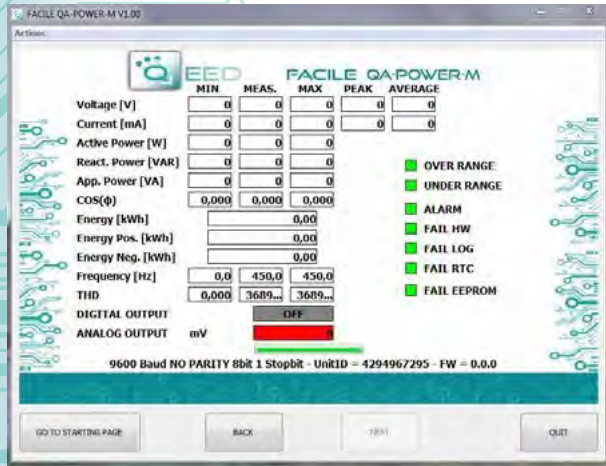 FACILE QA-POWER-M V1.00
Actions
QEED FACILE QA-POWER-M
MIN MEAS. MAX PEAK AVERAGE
Voltage [V] 0 0 0 0 0
Current [mA] 0 0 0 0 0
Active Power [W] 0 0 0
React. Power [VAR] 0 0 0
App. Power [VA] 0 0 0
COS(ϕ) 0,000 0,000 0,000
Energy [kWh] 0,00
Energy Pos. [kWh] 0,00
Energy Neg. [kWh] 0,00
Frequency [Hz] 0,0 450,0 450,0
THD 0,000 3689... 3689...
DIGITAL OUTPUT OFF
ANALOG OUTPUT mV 0
OVER RANGE
UNDER RANGE
ALARM
FAIL HW
FAIL LOG
FAIL RTC
FAIL EEPROM
9600 Baud NO PARITY 8bit 1 Stopbit - UnitID = 4294967295 - FW = 0.0.0
GO TO STARTING PAGE BACK NEXT QUIT